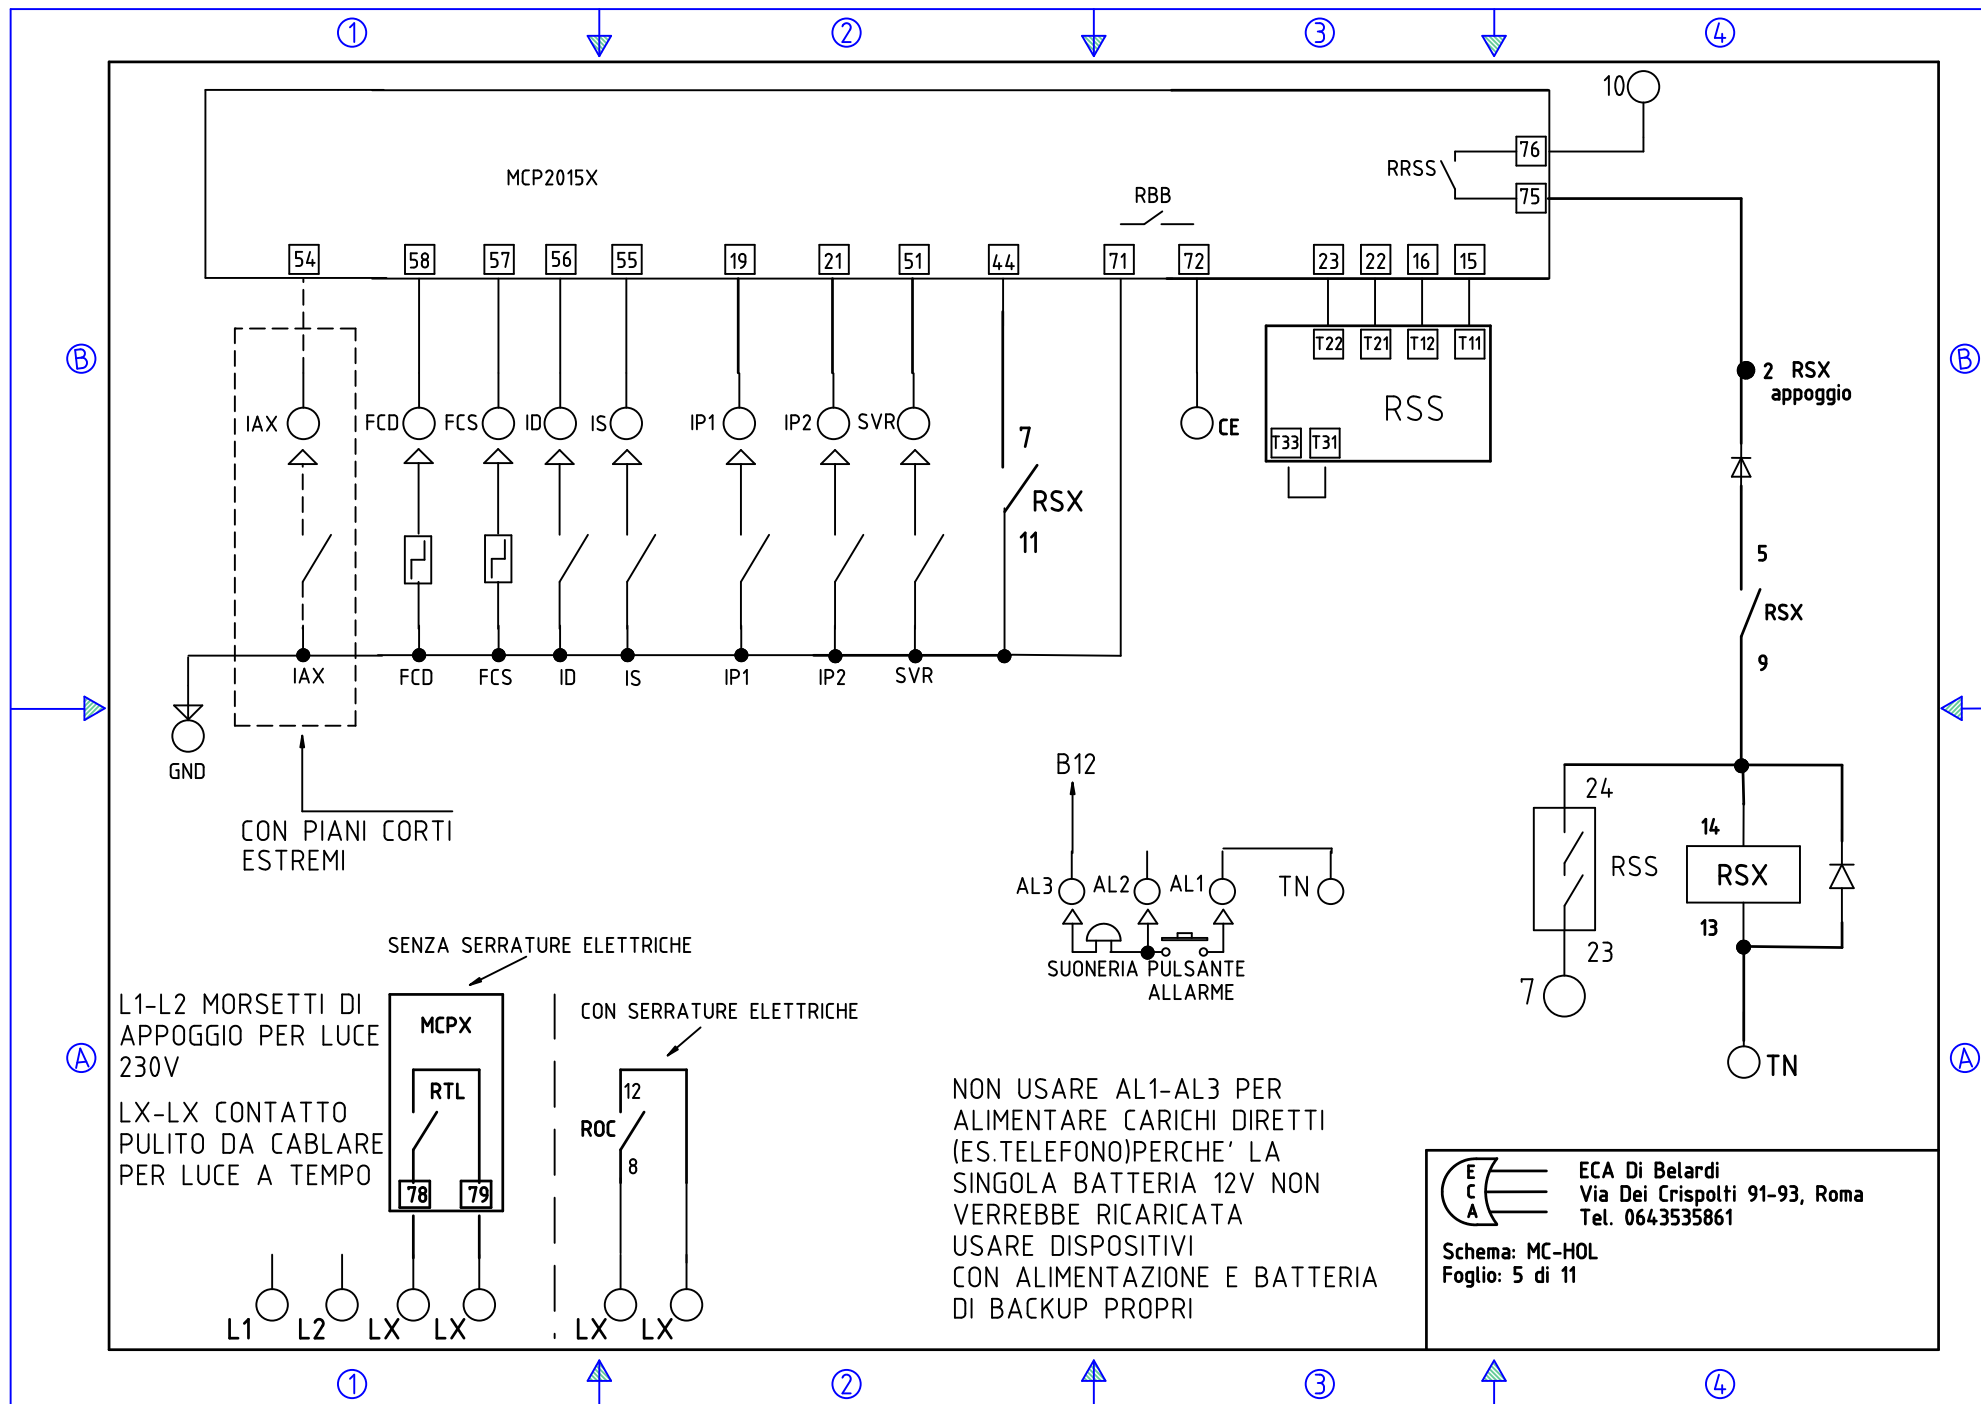 1 2 3 4
10
76
RRSS
MCP2015X
75
RBB
54 58 57 56 55 19 21 51 44 71 72 23 22 16 15
T22 T21 T12 T11
B B
2 RSX
appoggio
RSS
IAX FCD FCS ID IS IP1 IP2 SVR
7
CE
T33 T31
RSX
11
5
RSX
9
IAX FCD FCS ID IS IP1 IP2 SVR
GND
B12
24
CON PIANI CORTI
ESTREMI
14
RSS
RSX
AL3 AL2 AL1 TN
13
SENZA SERRATURE ELETTRICHE
23
SUONERIA PULSANTE
ALLARME
7
L1-L2 MORSETTI DI
APPOGGIO PER LUCE
230V
MCPX
CON SERRATURE ELETTRICHE
A A
TN
RTL
12
LX-LX CONTATTO
PULITO DA CABLARE
PER LUCE A TEMPO
ROC
8
78 79
NON USARE AL1-AL3 PER
ALIMENTARE CARICHI DIRETTI
(ES.TELEFONO)PERCHE' LA
SINGOLA BATTERIA 12V NON
VERREBBE RICARICATA
USARE DISPOSITIVI
CON ALIMENTAZIONE E BATTERIA
DI BACKUP PROPRI
E
C
A
ECA Di Belardi
Via Dei Crispolti 91-93, Roma
Tel. 0643535861
Schema: MC-HOL
Foglio: 5 di 11
L1 L2 LX LX LX LX
1 2 3 4